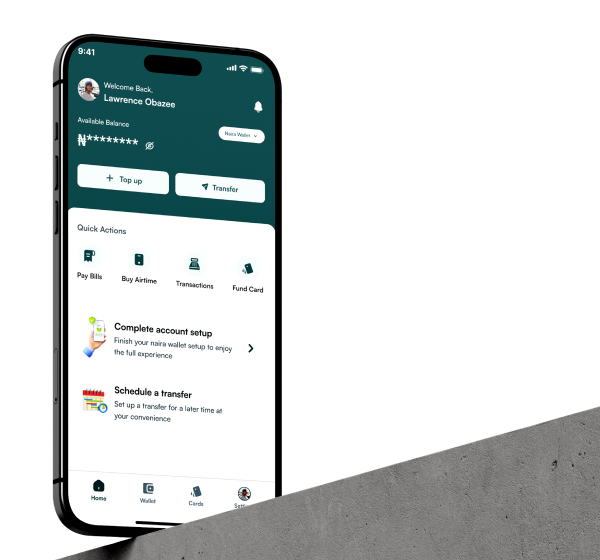 9:41
Welcome Back,
Lawrence Obazee
Available Balance
₦********
Naira Wallet
Top up
Transfer
Quick Actions
Pay Bills
Buy Airtime
Transactions
Fund Card
Complete account setup
Finish your naira wallet setup to enjoy
the full experience
Schedule a transfer
Set up a transfer for a later time at
your convenience
Home
Wallet
Cards